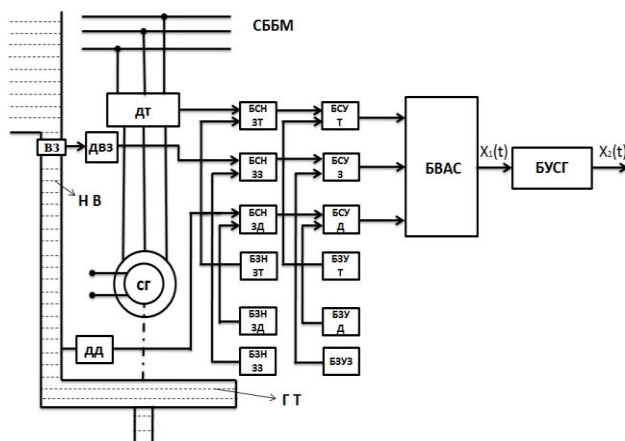 СББМ
ДТ
БСН
ЗТ
БСУ
Т
ВЗ
ДВЗ
БСН
ЗЗ
БСУ
З
БВАС
X₁(t)
БУСГ
X₂(t)
Н В
БСН
ЗД
БСУ
Д
СГ
БЗН
ЗТ
БЗУ
Т
БЗН
ЗД
БЗУ
Д
ДД
БЗН
ЗЗ
БЗУЗ
Г Т